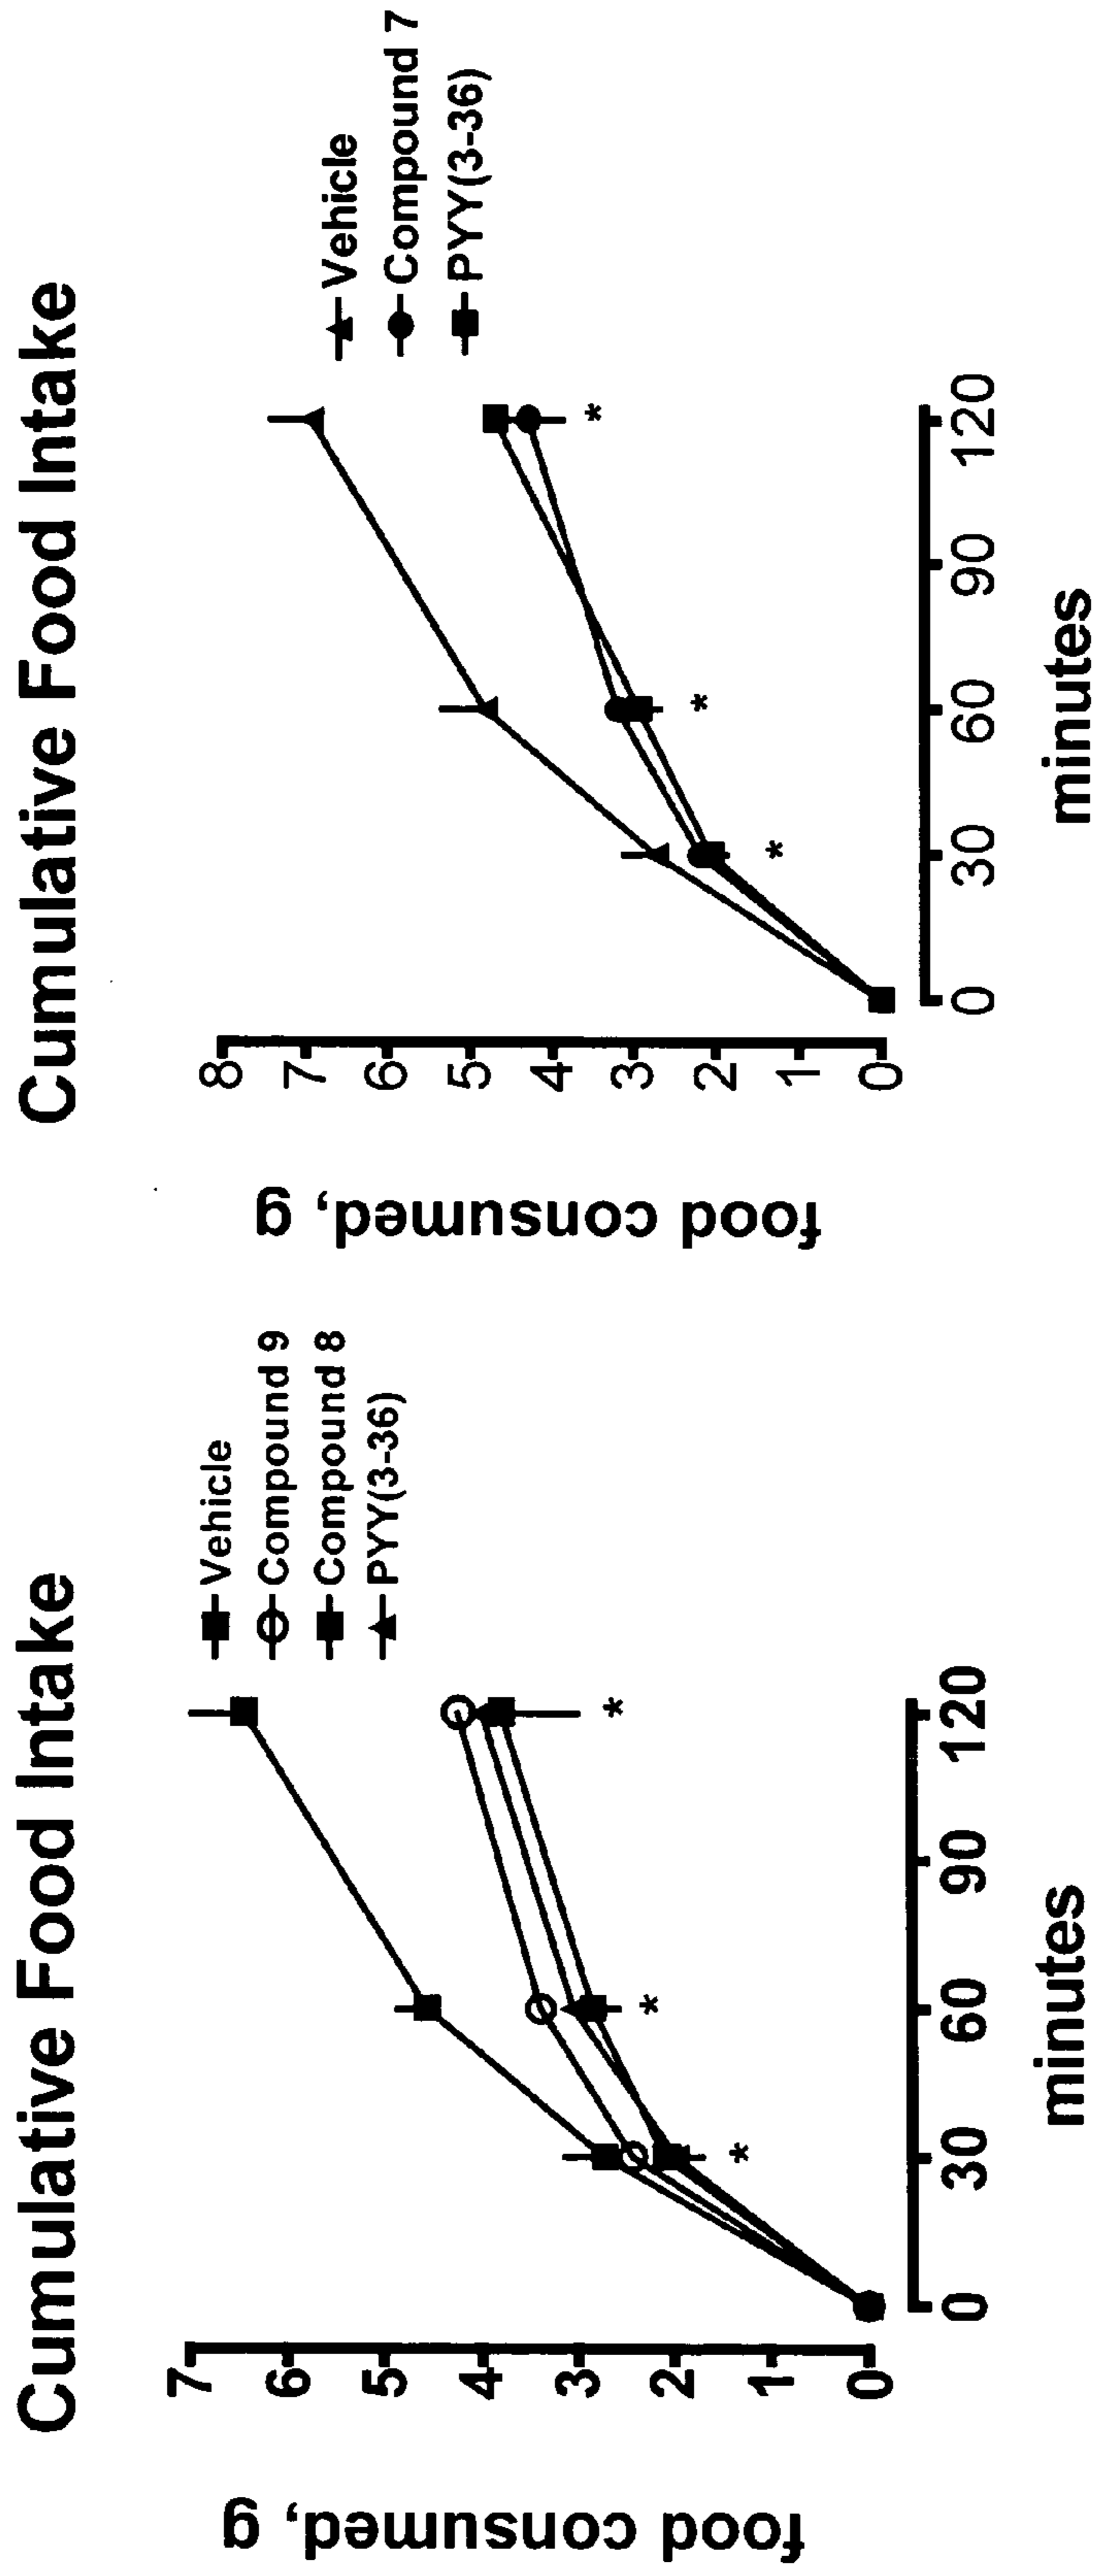 Cumulative Food Intake
food consumed, g
7
6
5
4
3
2
1
0
0 30 60 90 120
minutes
Vehicle
Compound 9
Compound 8
PYY(3-36)
*
*
*
Cumulative Food Intake
food consumed, g
8
7
6
5
4
3
2
1
0
0 30 60 90 120
minutes
Vehicle
Compound 7
PYY(3-36)
*
*
*